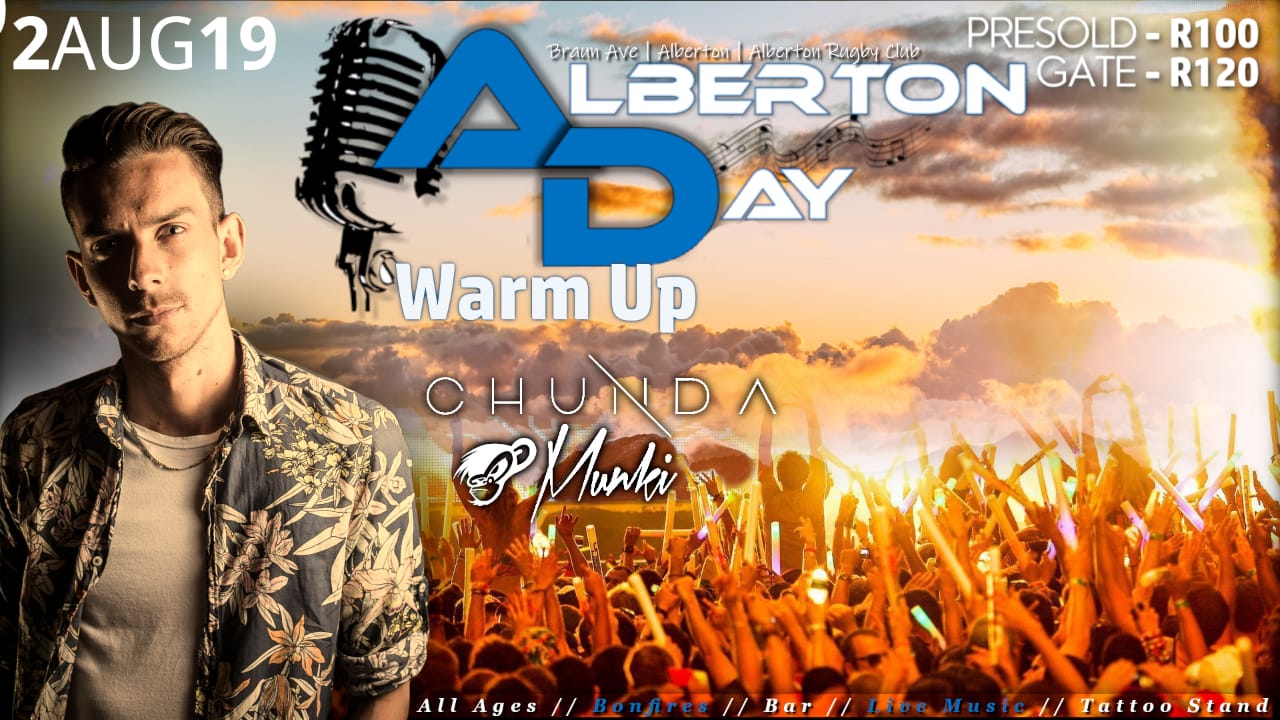 2AUG19
Braun Ave | Alberton | Alberton Rugby Club
PRESOLD - R100
GATE - R120
ALBERTON
DAY
Warm Up
CHUNDA
Munki
All Ages // Bonfires // Bar // Live Music // Tattoo Stand